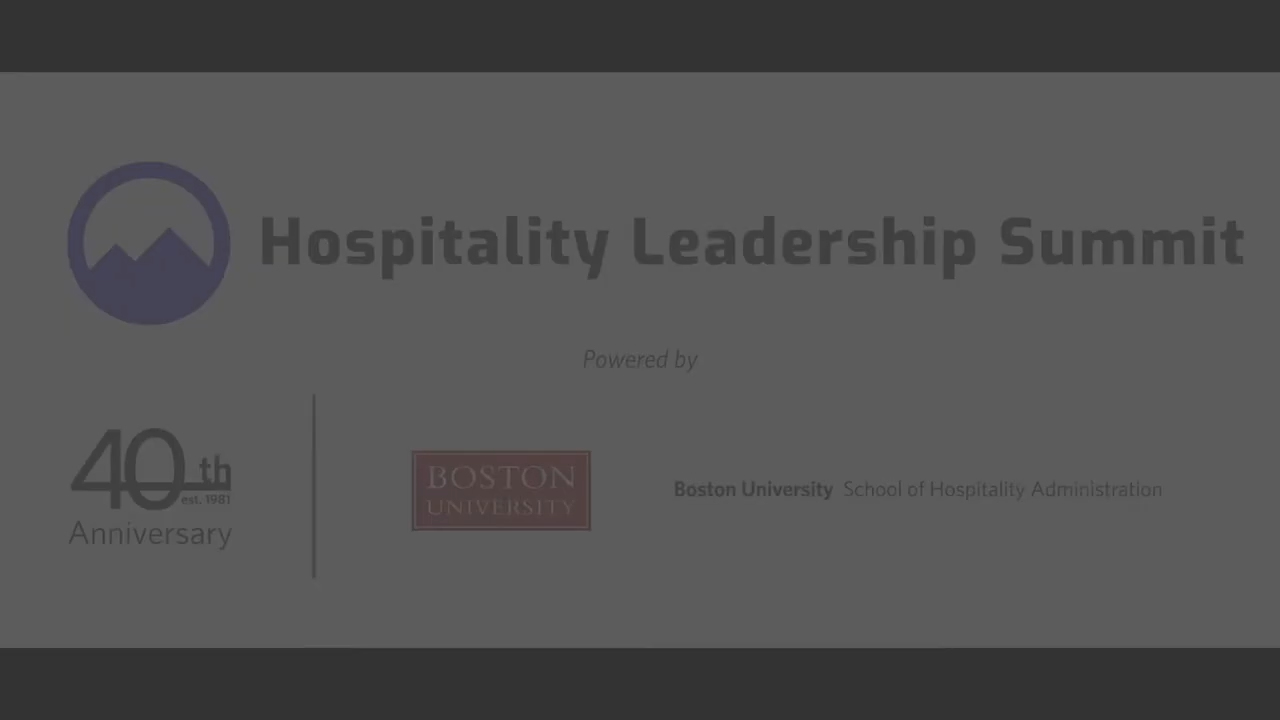 Hospitality Leadership Summit
Powered by
40th
est. 1981
Anniversary
BOSTON
UNIVERSITY
Boston University School of Hospitality Administration